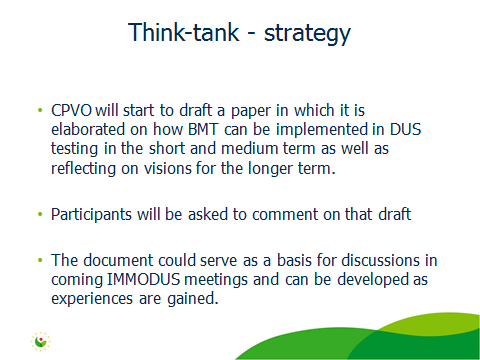 Think-tank - strategy
• CPVO will start to draft a paper in which it is
elaborated on how BMT can be implemented in DUS
testing in the short and medium term as well as
reflecting on visions for the longer term.
• Participants will be asked to comment on that draft
• The document could serve as a basis for discussions in
coming IMMODUS meetings and can be developed as
experiences are gained.